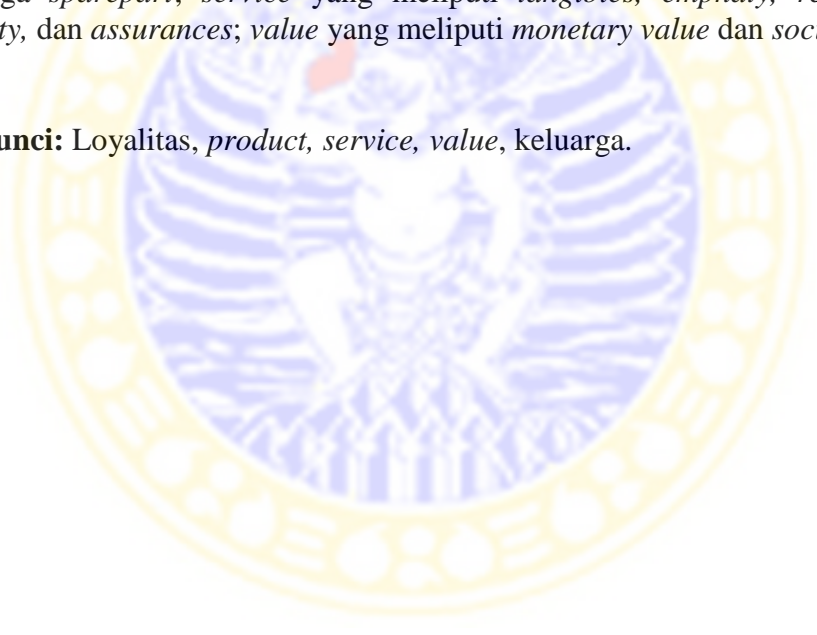 ga sparepart; service yang meliputi tangibles, emphaty,
ty, dan assurances; value yang meliputi monetary value dan soci
unci: Loyalitas, product, service, value, keluarga.